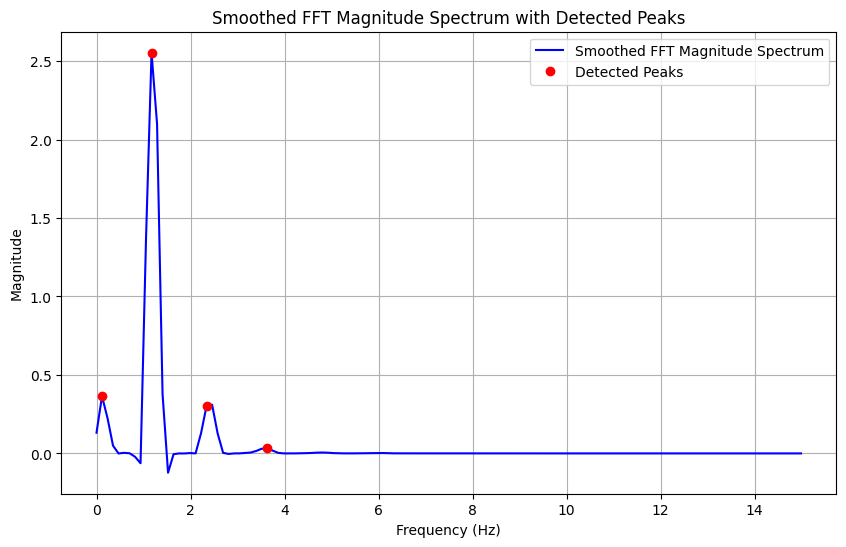 Smoothed FFT Magnitude Spectrum with Detected Peaks
Smoothed FFT Magnitude Spectrum
Detected Peaks
2.5
2.0
1.5
1.0
0.5
0.0
Magnitude
0 2 4 6 8 10 12 14
Frequency (Hz)